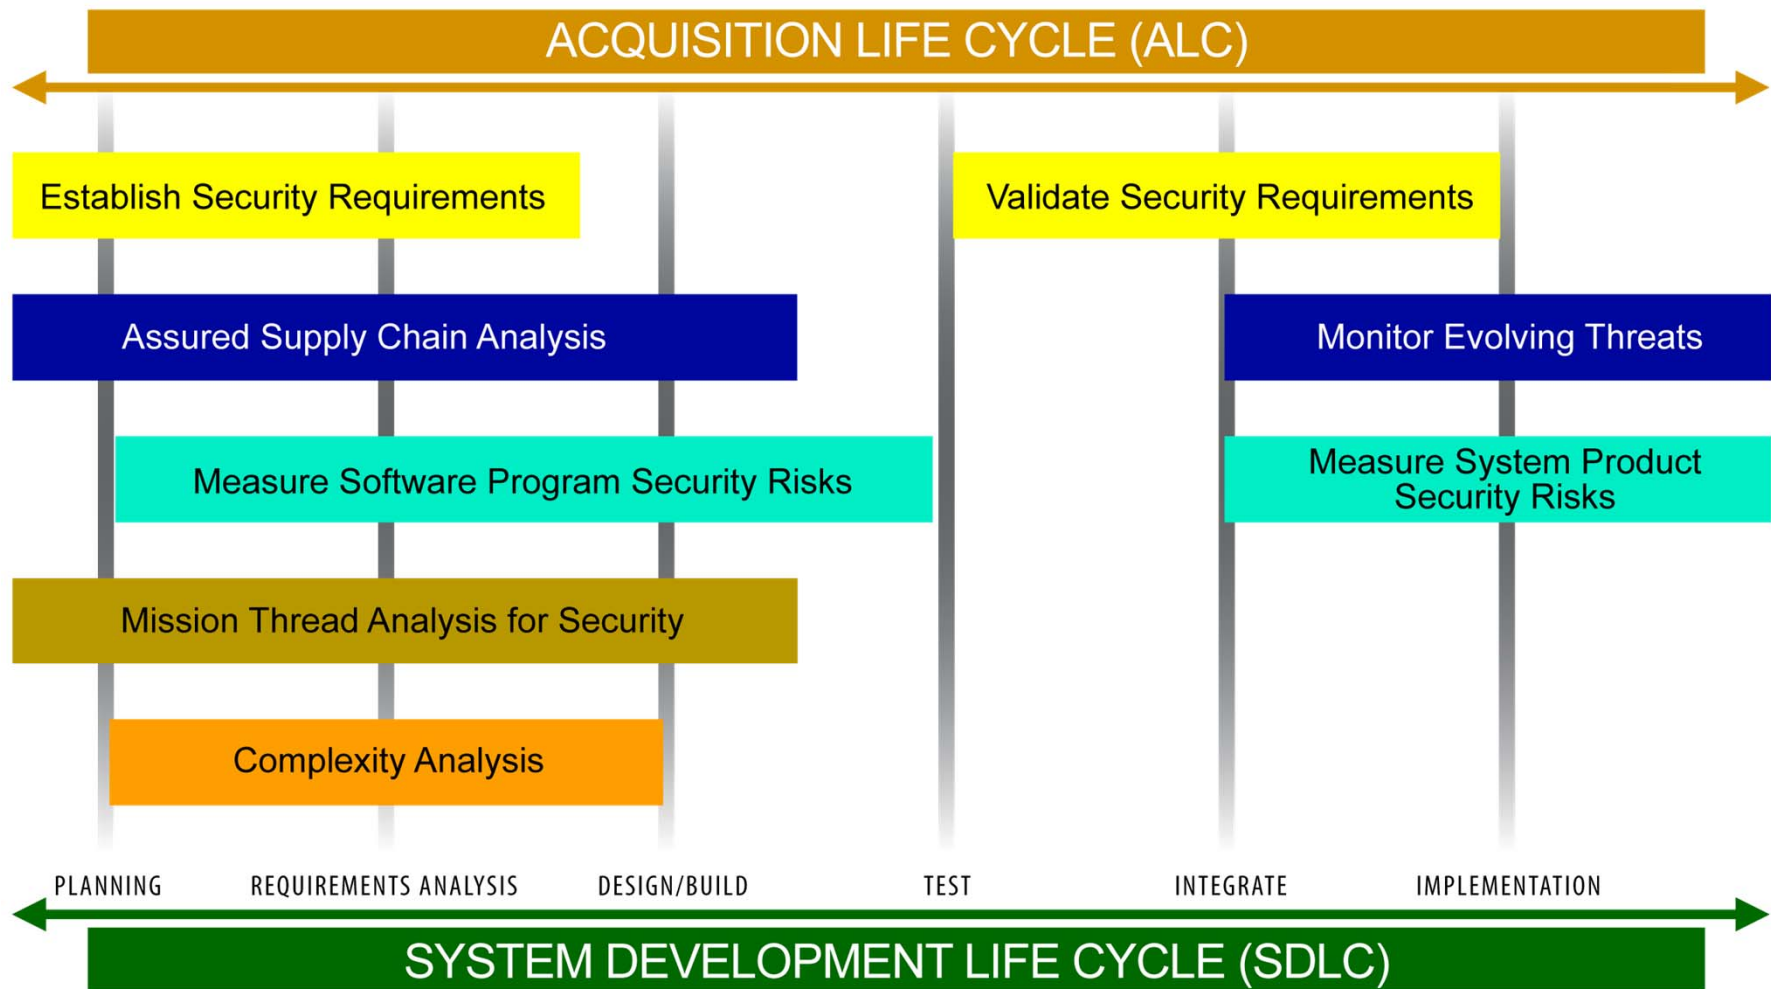 ACQUISITION LIFE CYCLE (ALC)
Establish Security Requirements
Validate Security Requirements
Assured Supply Chain Analysis
Monitor Evolving Threats
Measure Software Program Security Risks
Measure System Product
Security Risks
Mission Thread Analysis for Security
Complexity Analysis
PLANNING
REQUIREMENTS ANALYSIS
DESIGN/BUILD
TEST
INTEGRATE
IMPLEMENTATION
SYSTEM DEVELOPMENT LIFE CYCLE (SDLC)